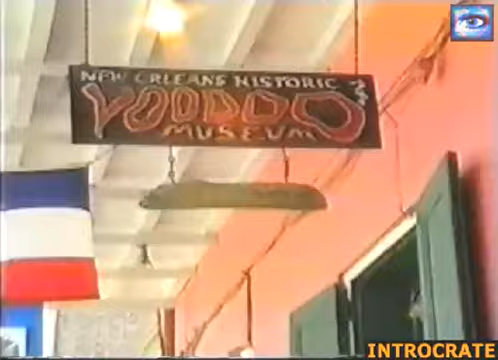 NEW ORLEANS HISTORIC
VOODOO
MUSEUM
INTROCRATE